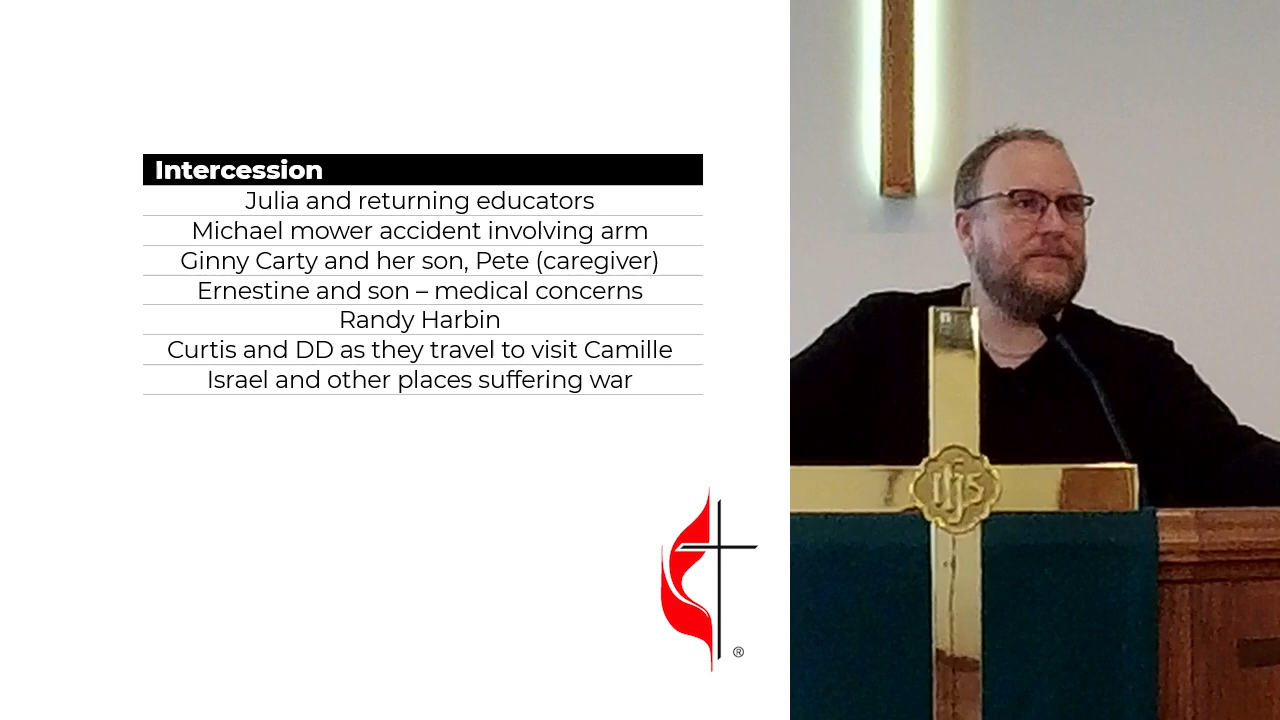 Intercession
Julia and returning educators
Michael mower accident involving arm
Ginny Carty and her son, Pete (caregiver)
Ernestine and son – medical concerns
Randy Harbin
Curtis and DD as they travel to visit Camille
Israel and other places suffering war
®
IHS